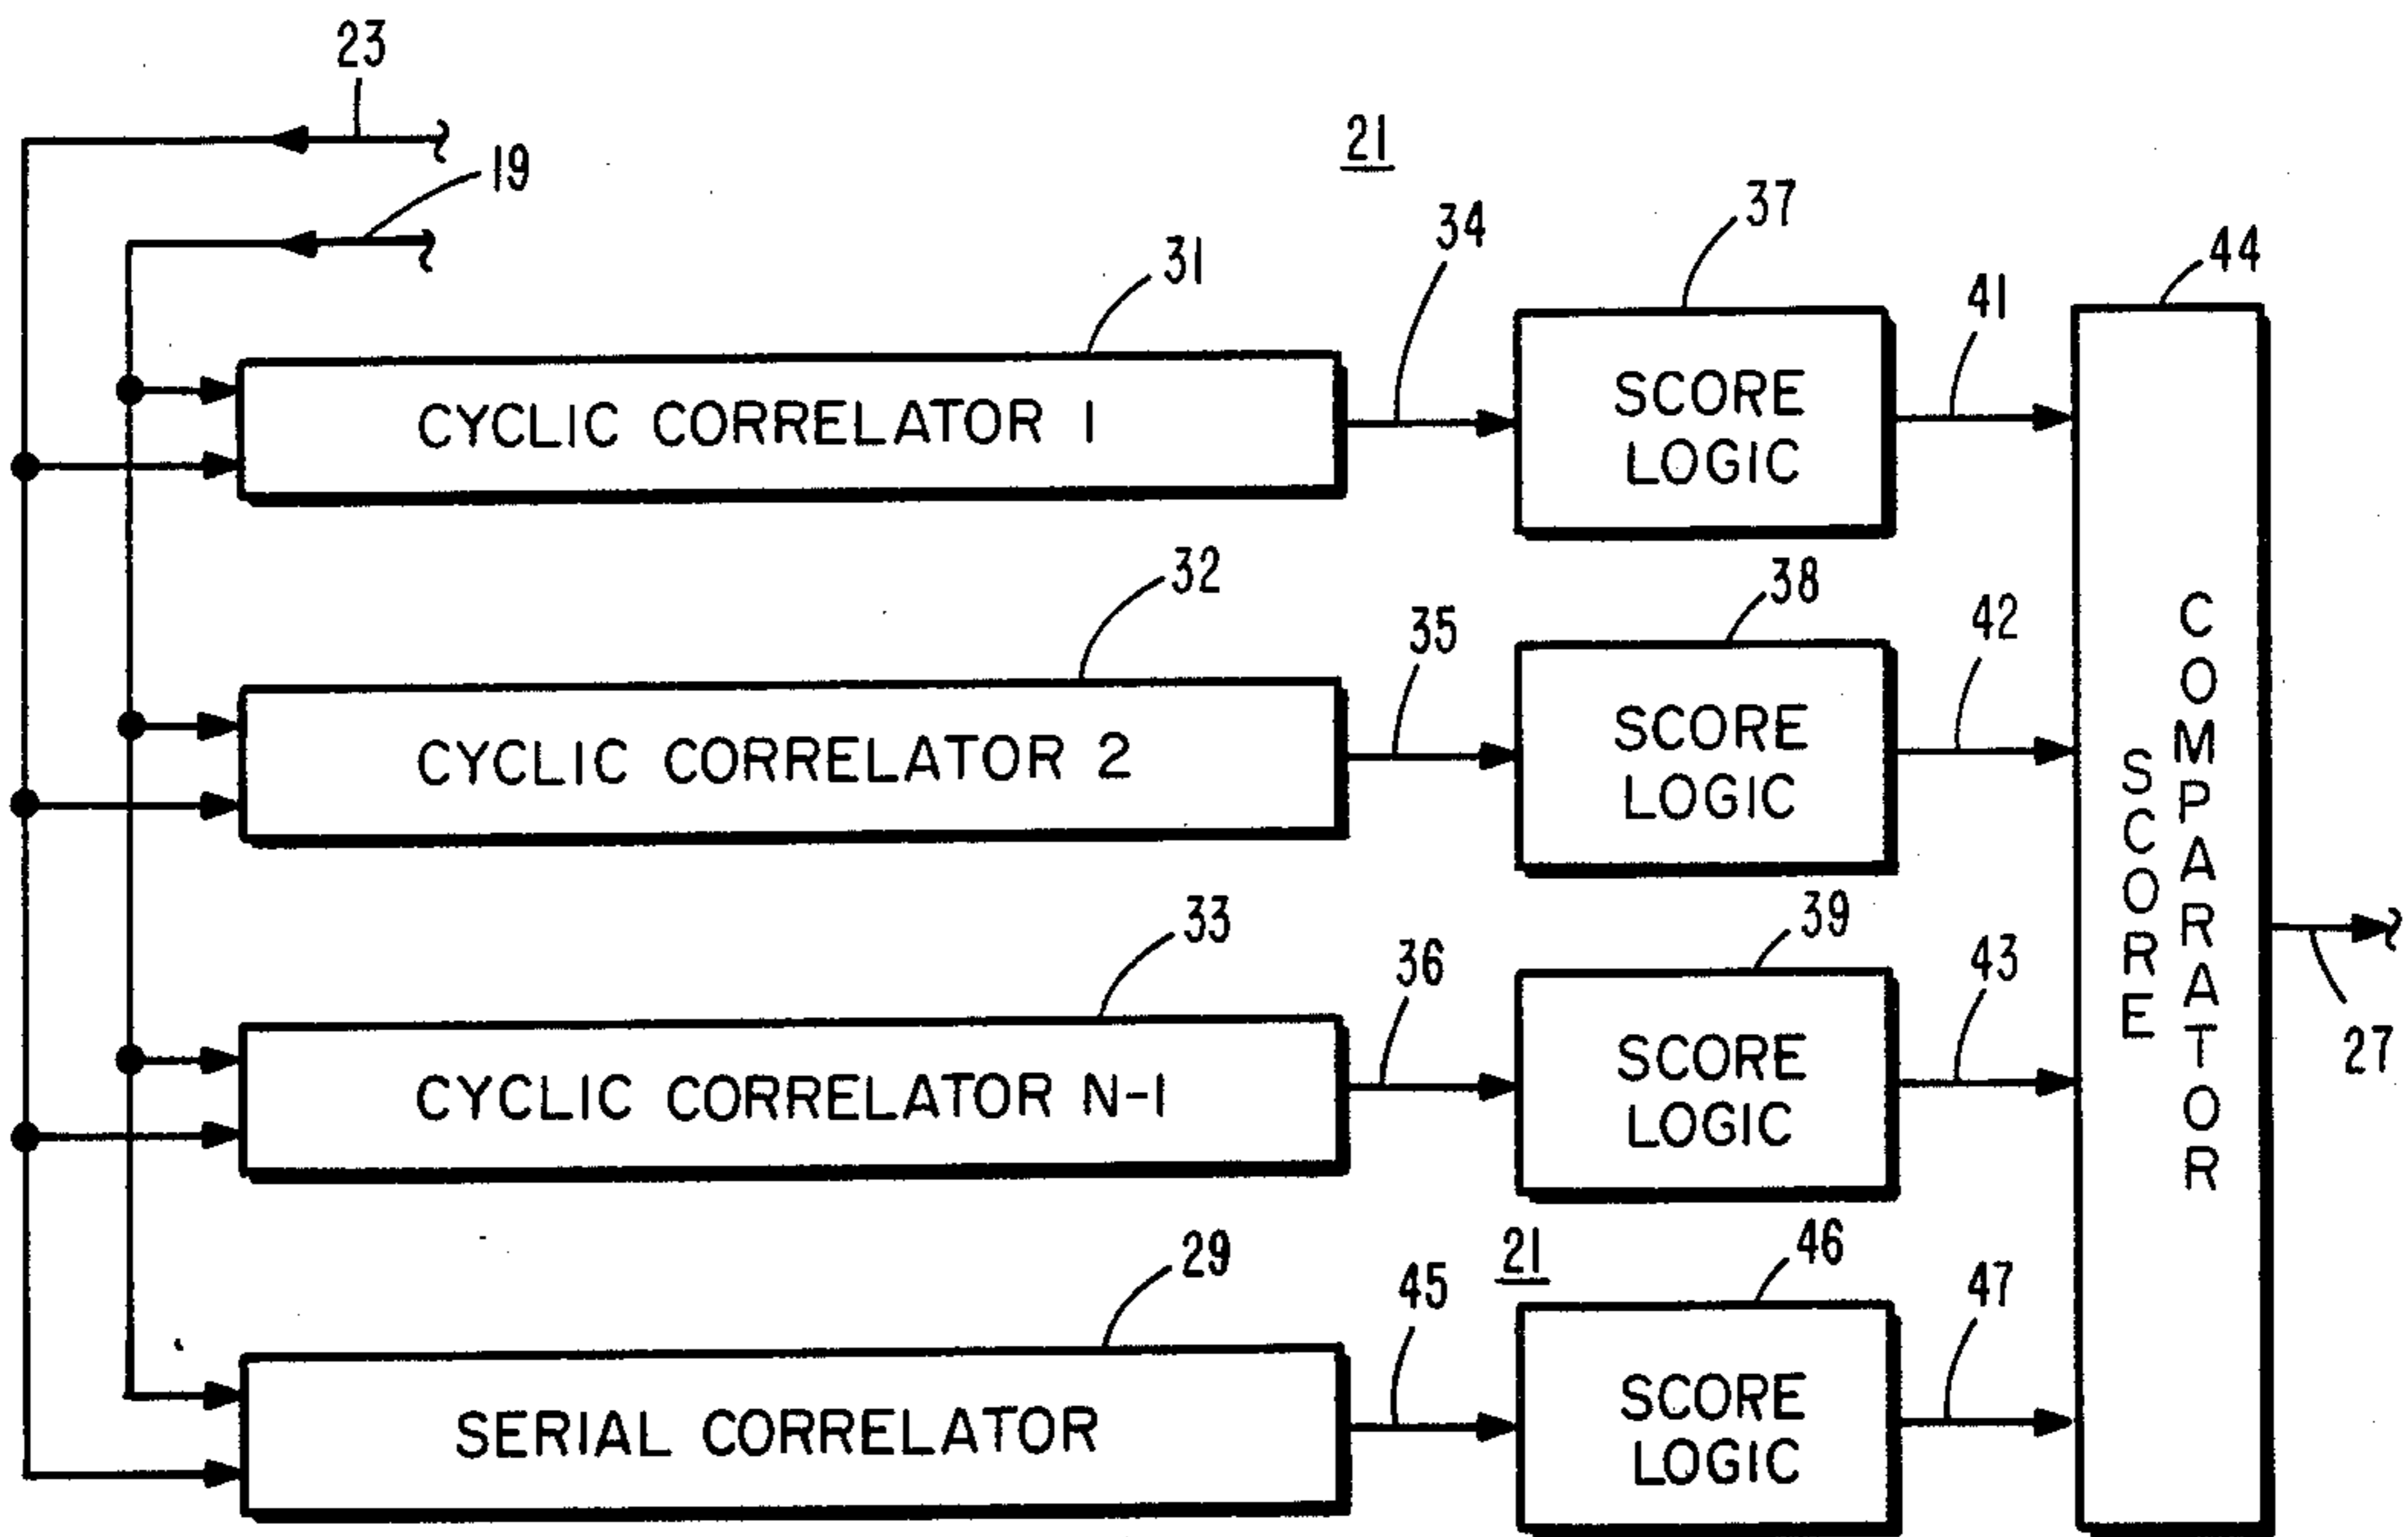 23
19
21
31
34
37
41
44
CYCLIC CORRELATOR 1
SCORE
LOGIC
32
35
38
42
CYCLIC CORRELATOR 2
SCORE
LOGIC
SCORE
COMPARATOR
33
36
39
43
27
CYCLIC CORRELATOR N-1
SCORE
LOGIC
29
45
21
46
47
SERIAL CORRELATOR
SCORE
LOGIC